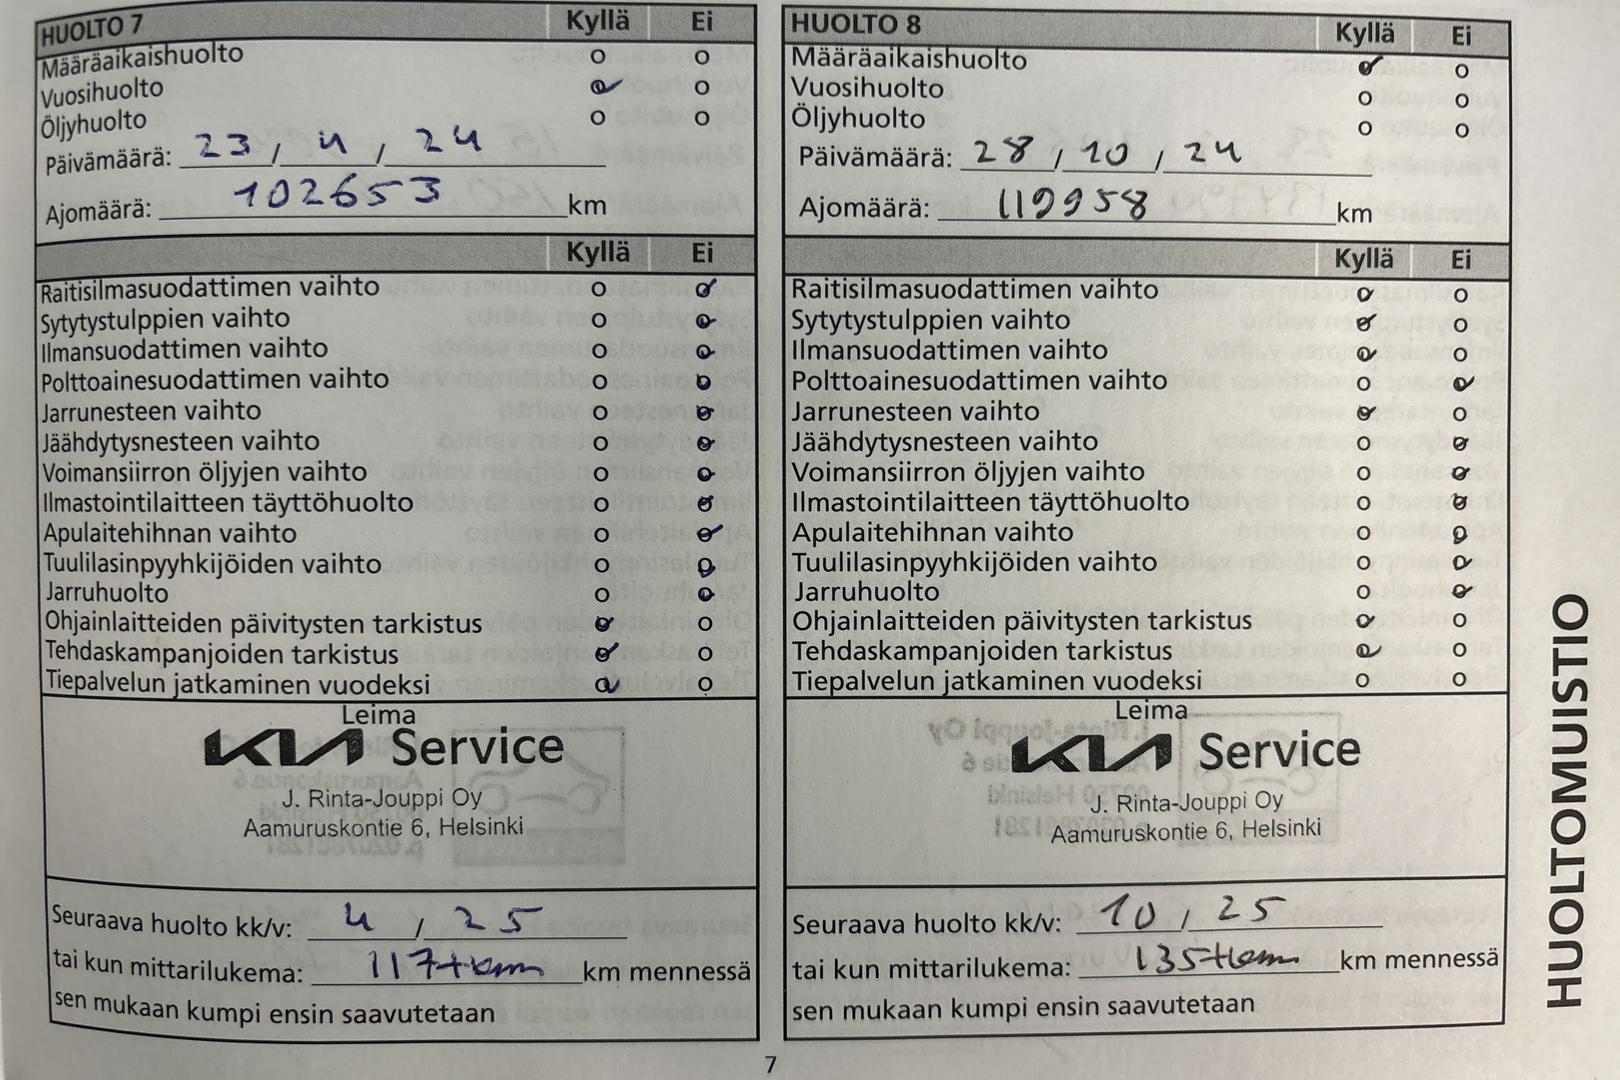 HUOLTO 7 Kyllä Ei
Määräaikaishuolto o o
Vuosihuolto o o
Öljyhuolto o o
Päivämäärä: 23 / 4 / 24
Ajomäärä: 102653 km
Kyllä Ei
Raitisilmasuodattimen vaihto o o
Sytytystulppien vaihto o o
Ilmansuodattimen vaihto o o
Polttoainesuodattimen vaihto o o
Jarrunesteen vaihto o o
Jäähdytysnesteen vaihto o o
Voimansiirron öljyjen vaihto o o
Ilmastointilaitteen täyttöhuolto o o
Apulaitehihnan vaihto o o
Tuulilasinpyyhkijöiden vaihto o o
Jarruhuolto o o
Ohjainlaitteiden päivitysten tarkistus o o
Tehdaskampanjoiden tarkistus o o
Tiepalvelun jatkaminen vuodeksi o o
Leima
KIA Service
J. Rinta-Jouppi Oy
Aamuruskontie 6, Helsinki
Seuraava huolto kk/v: 4 / 25
tai kun mittarilukema: 117tkm km mennessä
sen mukaan kumpi ensin saavutetaan
HUOLTO 8 Kyllä Ei
Määräaikaishuolto o o
Vuosihuolto o o
Öljyhuolto o o
Päivämäärä: 28 / 10 / 24
Ajomäärä: 119958 km
Kyllä Ei
Raitisilmasuodattimen vaihto o o
Sytytystulppien vaihto o o
Ilmansuodattimen vaihto o o
Polttoainesuodattimen vaihto o o
Jarrunesteen vaihto o o
Jäähdytysnesteen vaihto o o
Voimansiirron öljyjen vaihto o o
Ilmastointilaitteen täyttöhuolto o o
Apulaitehihnan vaihto o o
Tuulilasinpyyhkijöiden vaihto o o
Jarruhuolto o o
Ohjainlaitteiden päivitysten tarkistus o o
Tehdaskampanjoiden tarkistus o o
Tiepalvelun jatkaminen vuodeksi o o
Leima
KIA Service
J. Rinta-Jouppi Oy
Aamuruskontie 6, Helsinki
Seuraava huolto kk/v: 10 / 25
tai kun mittarilukema: 135tkm km mennessä
sen mukaan kumpi ensin saavutetaan
HUOLTOMUISTIO
7